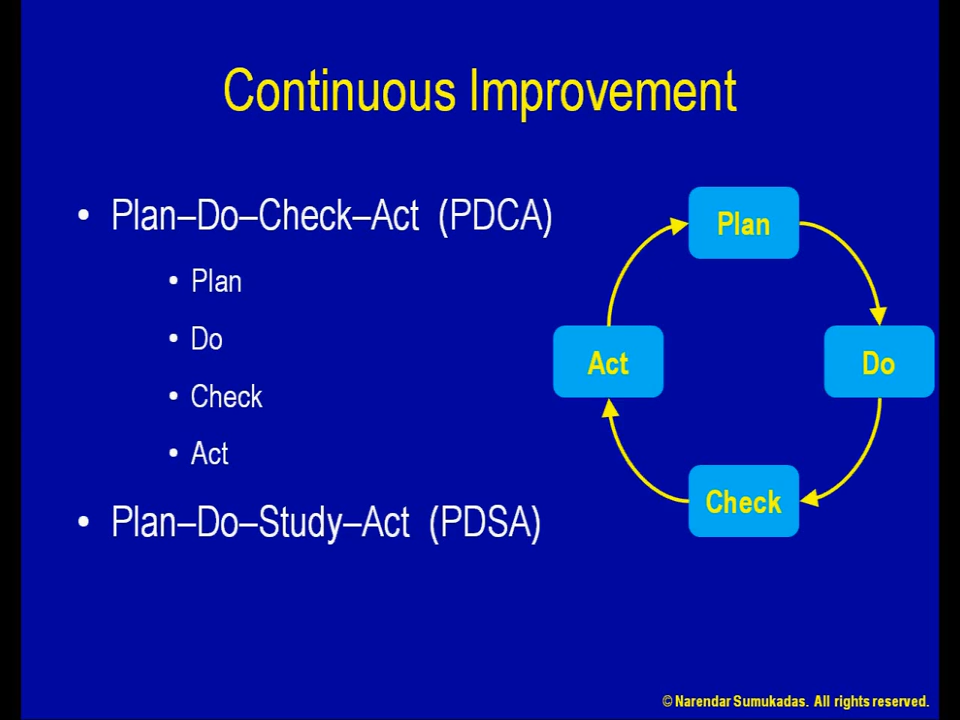 Continuous Improvement
• Plan–Do–Check–Act (PDCA)
• Plan
• Do
• Check
• Act
• Plan–Do–Study–Act (PDSA)
Plan
Act
Do
Check
© Narendar Sumukadas. All rights reserved.